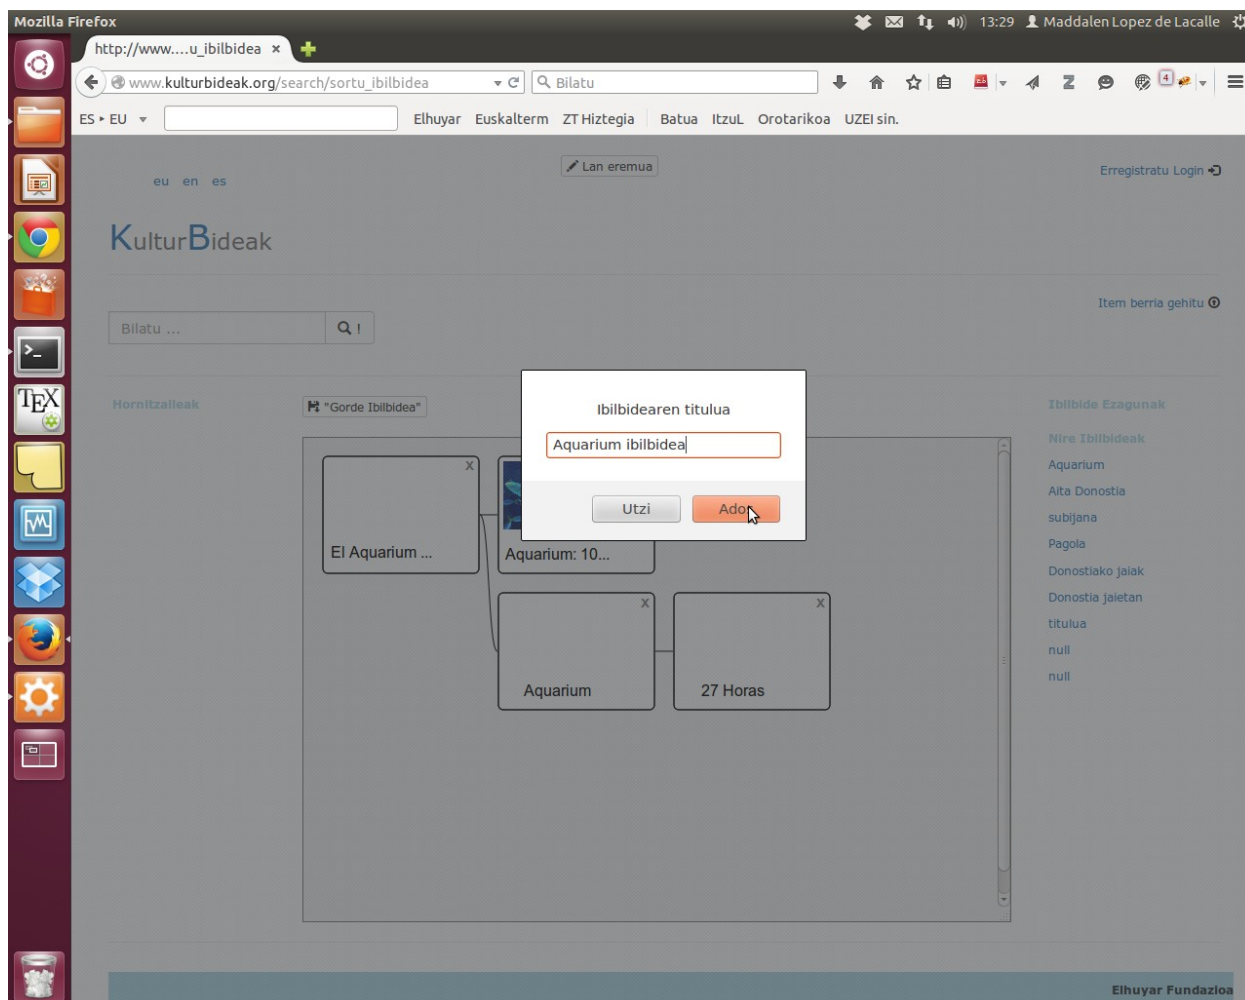 Mozilla Firefox
13:29 Maddalen Lopez de Lacalle
http://www....u_ibilbidea ×
www.kulturbideak.org/search/sortu_ibilbidea
Bilatu
4
ES ▸ EU
Elhuyar Euskalterm ZT Hiztegia Batua ItzuL Orotarikoa UZEI sin.
eu en es
Lan eremua
Erregistratu Login
KulturBideak
Item berria gehitu
Bilatu ...
!
Hornitzaileak
"Gorde Ibilbidea"
Ibilbidearen titulua
Aquarium ibilbidea
Utzi
X
El Aquarium ...
Aquarium: 10...
X
Aquarium
X
27 Horas
Ibilbide Ezagunak
Nire Ibilbideak
Aquarium
Aita Donostia
subijana
Pagola
Donostiako jaiak
Donostia jaietan
titulua
null
null
TEX
Elhuyar Fundazioa